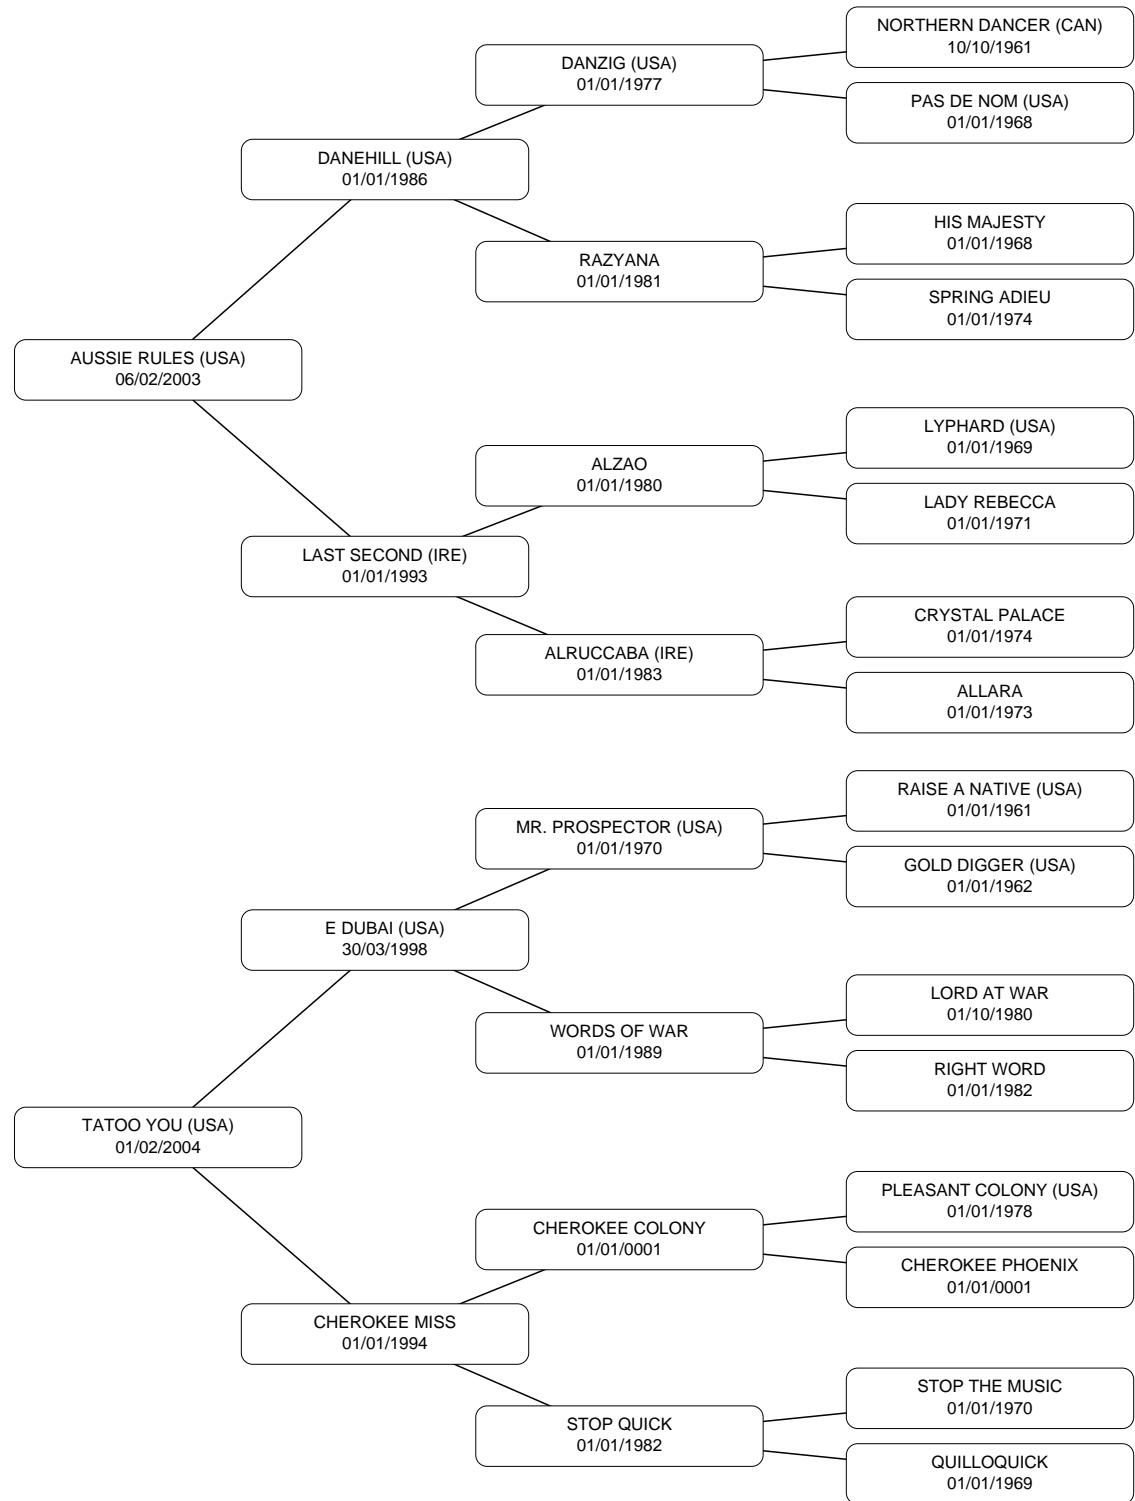 NORTHERN DANCER (CAN)
10/10/1961
DANZIG (USA)
01/01/1977
PAS DE NOM (USA)
01/01/1968
DANEHILL (USA)
01/01/1986
HIS MAJESTY
01/01/1968
RAZYANA
01/01/1981
SPRING ADIEU
01/01/1974
AUSSIE RULES (USA)
06/02/2003
LYPHARD (USA)
01/01/1969
ALZAO
01/01/1980
LADY REBECCA
01/01/1971
LAST SECOND (IRE)
01/01/1993
CRYSTAL PALACE
01/01/1974
ALRUCCABA (IRE)
01/01/1983
ALLARA
01/01/1973
RAISE A NATIVE (USA)
01/01/1961
MR. PROSPECTOR (USA)
01/01/1970
GOLD DIGGER (USA)
01/01/1962
E DUBAI (USA)
30/03/1998
LORD AT WAR
01/10/1980
WORDS OF WAR
01/01/1989
RIGHT WORD
01/01/1982
TATOO YOU (USA)
01/02/2004
PLEASANT COLONY (USA)
01/01/1978
CHEROKEE COLONY
01/01/0001
CHEROKEE PHOENIX
01/01/0001
CHEROKEE MISS
01/01/1994
STOP THE MUSIC
01/01/1970
STOP QUICK
01/01/1982
QUILLOQUICK
01/01/1969